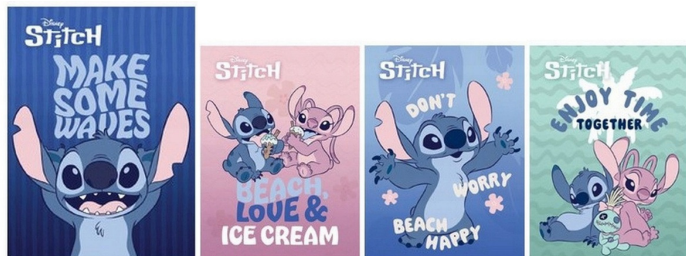 Disney
Stitch
MAKE
SOME
WAVES
Disney
Stitch
BEACH,
LOVE &
ICE CREAM
Disney
Stitch
DON'T
WORRY
BEACH
HAPPY
Disney
Stitch
ENJOY TIME
TOGETHER